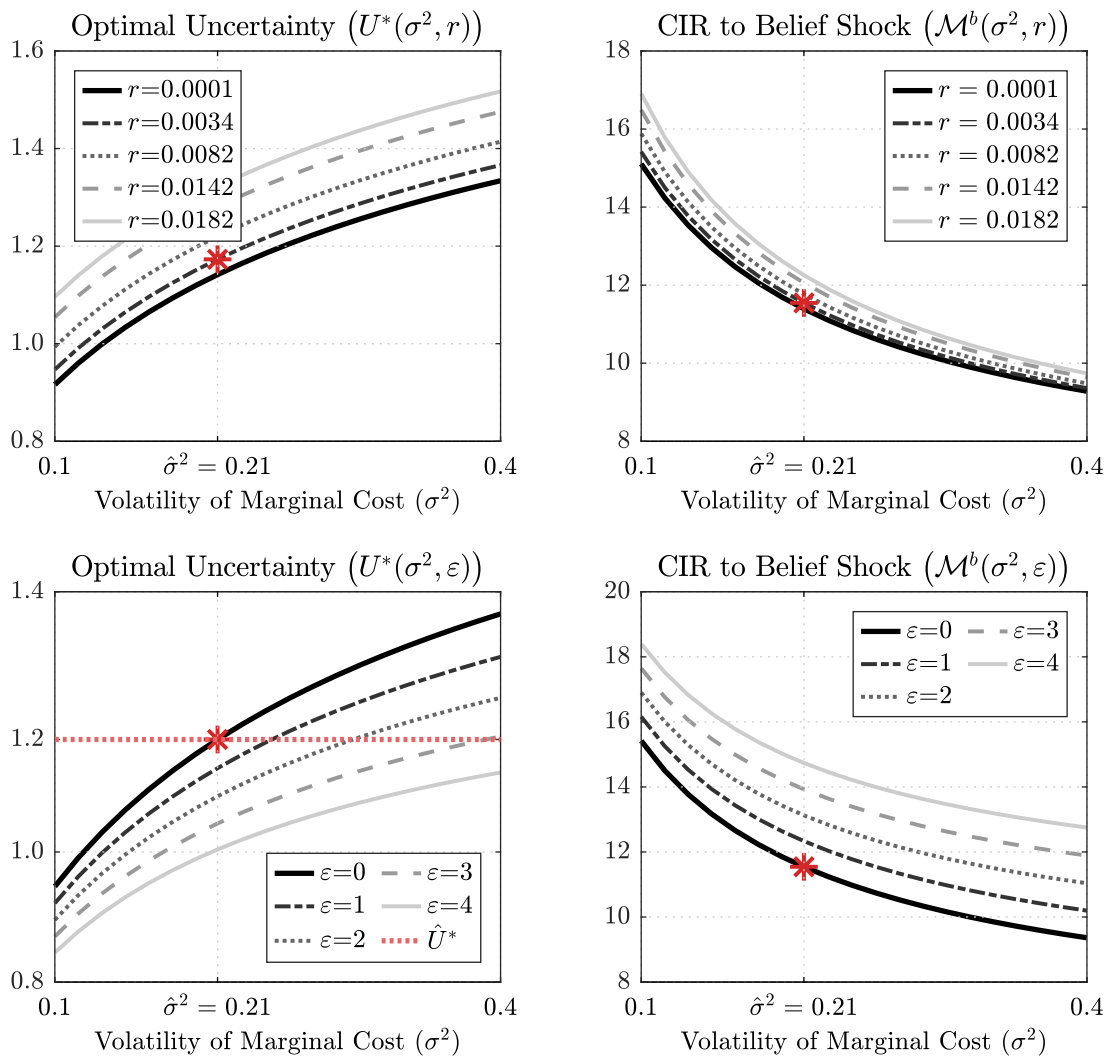 Optimal Uncertainty (U*(σ², r))
1.6
1.4
1.2
1.0
0.8
r=0.0001
r=0.0034
r=0.0082
r=0.0142
r=0.0182
0.1 σ̂² = 0.21 0.4
Volatility of Marginal Cost (σ²)
CIR to Belief Shock (ℳᵇ(σ², r))
18
16
14
12
10
8
r = 0.0001
r = 0.0034
r = 0.0082
r = 0.0142
r = 0.0182
0.1 σ̂² = 0.21 0.4
Volatility of Marginal Cost (σ²)
Optimal Uncertainty (U*(σ², ε))
1.4
1.2
1.0
0.8
ε=0 ε=3
ε=1 ε=4
ε=2 Û*
0.1 σ̂² = 0.21 0.4
Volatility of Marginal Cost (σ²)
CIR to Belief Shock (ℳᵇ(σ², ε))
20
18
16
14
12
10
8
ε=0 ε=3
ε=1 ε=4
ε=2
0.1 σ̂² = 0.21 0.4
Volatility of Marginal Cost (σ²)